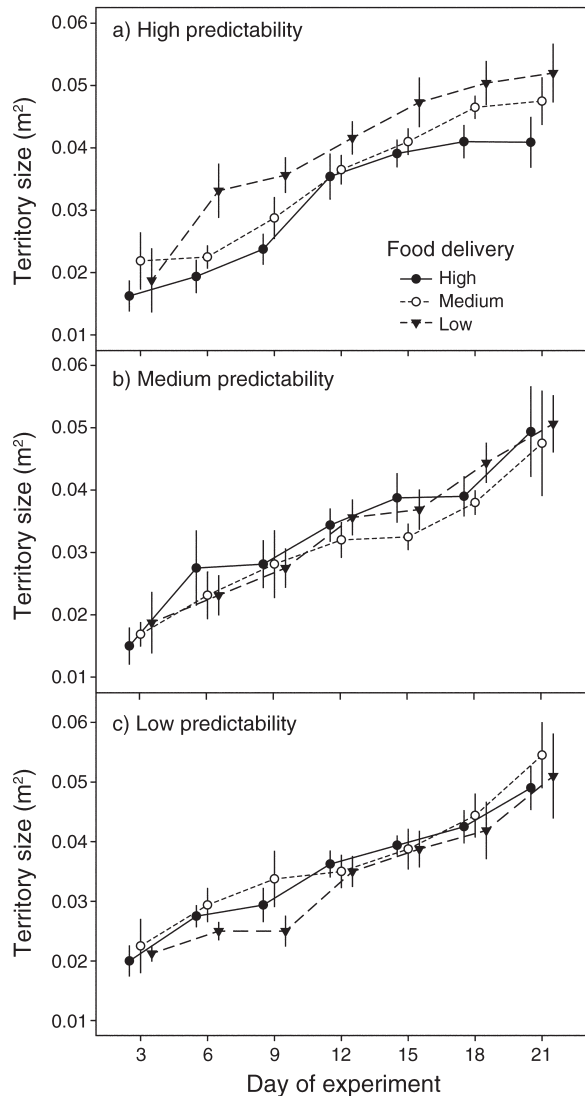 a) High predictability
0.06
0.05
0.04
0.03
0.02
0.01
Territory size (m²)
Food delivery
High
Medium
Low
b) Medium predictability
0.06
0.05
0.04
0.03
0.02
0.01
Territory size (m²)
c) Low predictability
0.06
0.05
0.04
0.03
0.02
0.01
Territory size (m²)
3 6 9 12 15 18 21
Day of experiment